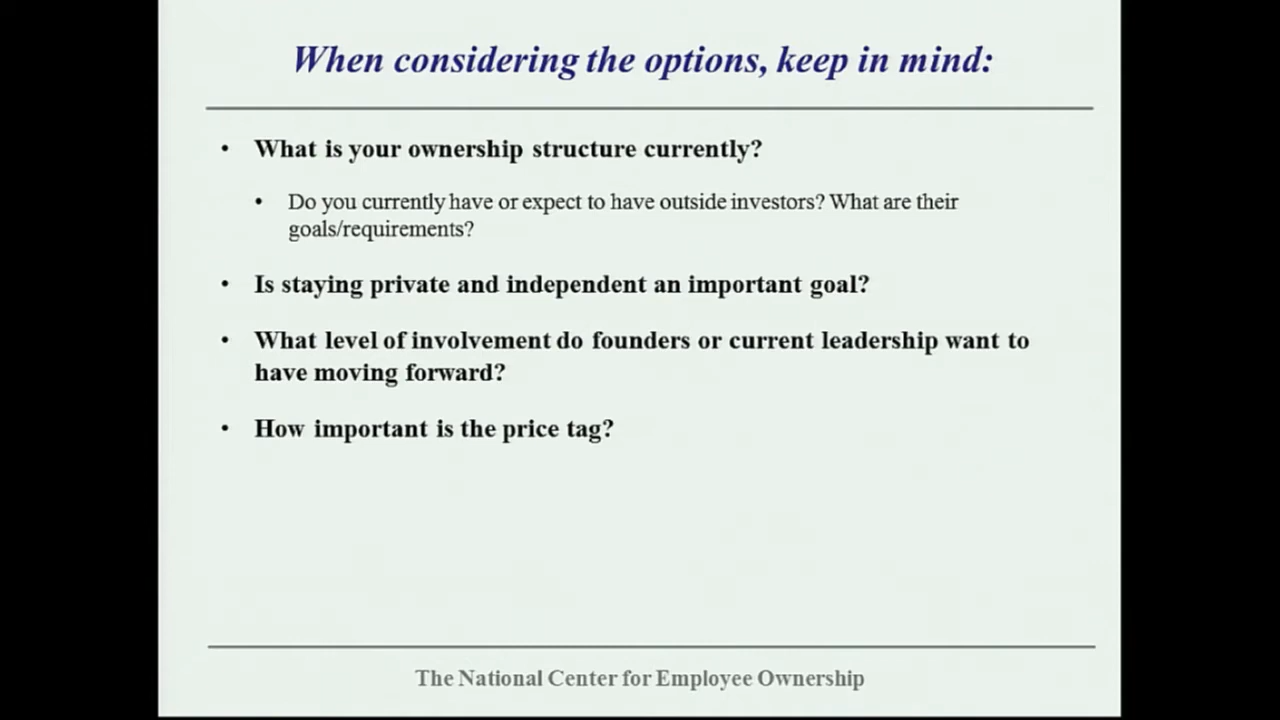 When considering the options, keep in mind:
• What is your ownership structure currently?
• Do you currently have or expect to have outside investors? What are their
goals/requirements?
• Is staying private and independent an important goal?
• What level of involvement do founders or current leadership want to
have moving forward?
• How important is the price tag?
The National Center for Employee Ownership